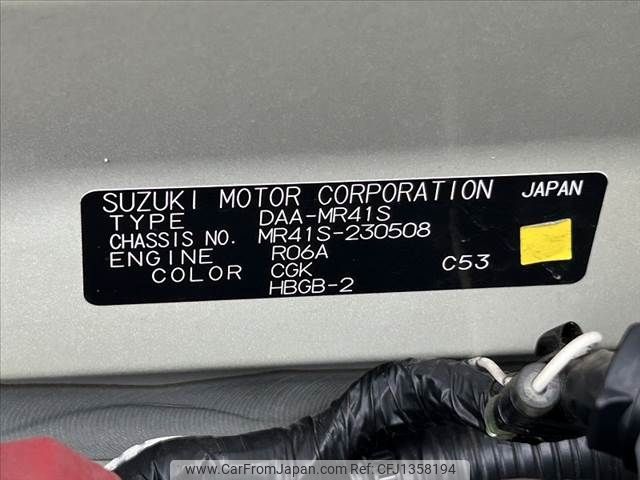 SUZUKI MOTOR CORPORATION JAPAN
TYPE DAA-MR41S
CHASSIS NO. MR41S-230508
ENGINE R06A
COLOR CGK C53
HBGB-2
www.CarFromJapan.com - CFJ1358194